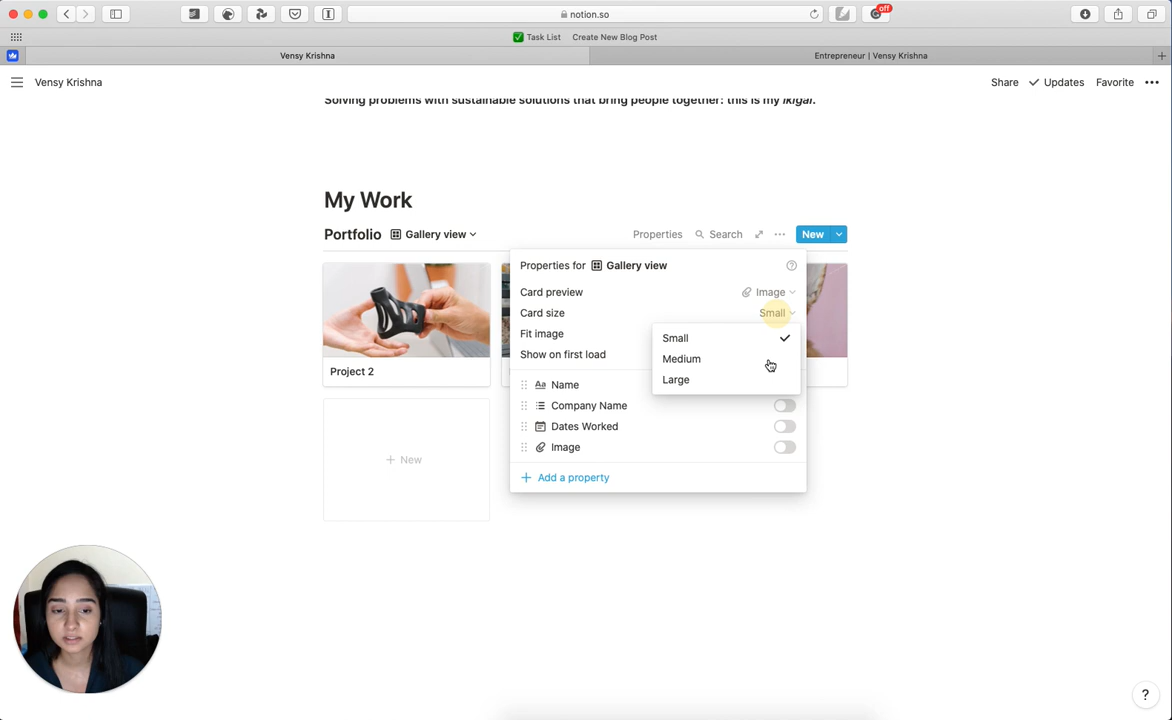 notion.so
off
Task List Create New Blog Post
Vensy Krishna
Entrepreneur | Vensy Krishna
Vensy Krishna
Share Updates Favorite
Solving problems with sustainable solutions that bring people together: this is my ikigai.
My Work
Portfolio Gallery view Properties Search New
Properties for Gallery view
Card preview Image
Card size Small
Fit image
Show on first load
Small
Medium
Large
Aa Name
Company Name
Dates Worked
Image
+ Add a property
Project 2
+ New
?